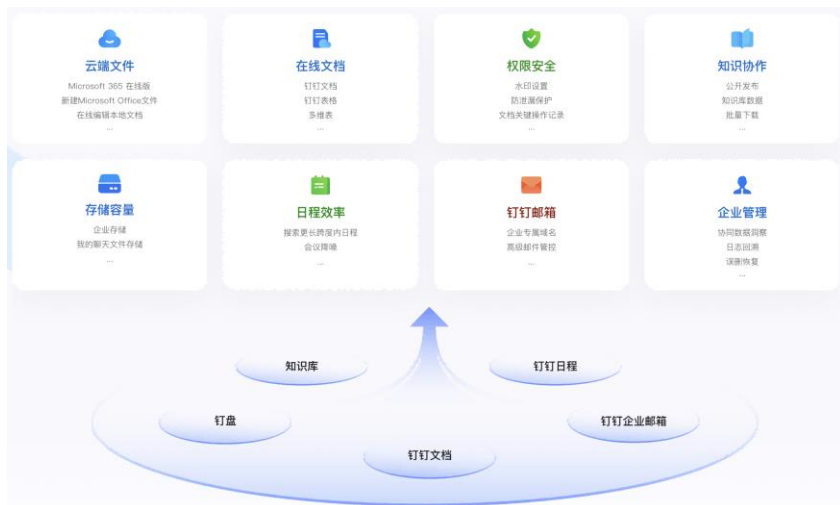 云端文件
Microsoft 365 在线版
新建Microsoft Office文件
在线编辑本地文档
...
在线文档
钉钉文档
钉钉表格
多维表
...
权限安全
水印设置
防泄漏保护
文档关键操作记录
...
知识协作
公开发布
知识库数据
批量下载
...
存储容量
企业存储
我的聊天文件存储
...
日程效率
搜索更长跨度内日程
会议降噪
...
钉钉邮箱
企业专属域名
高级邮件管控
...
企业管理
协同数据洞察
日志回溯
误删恢复
...
知识库
钉钉日程
钉盘
钉钉企业邮箱
钉钉文档